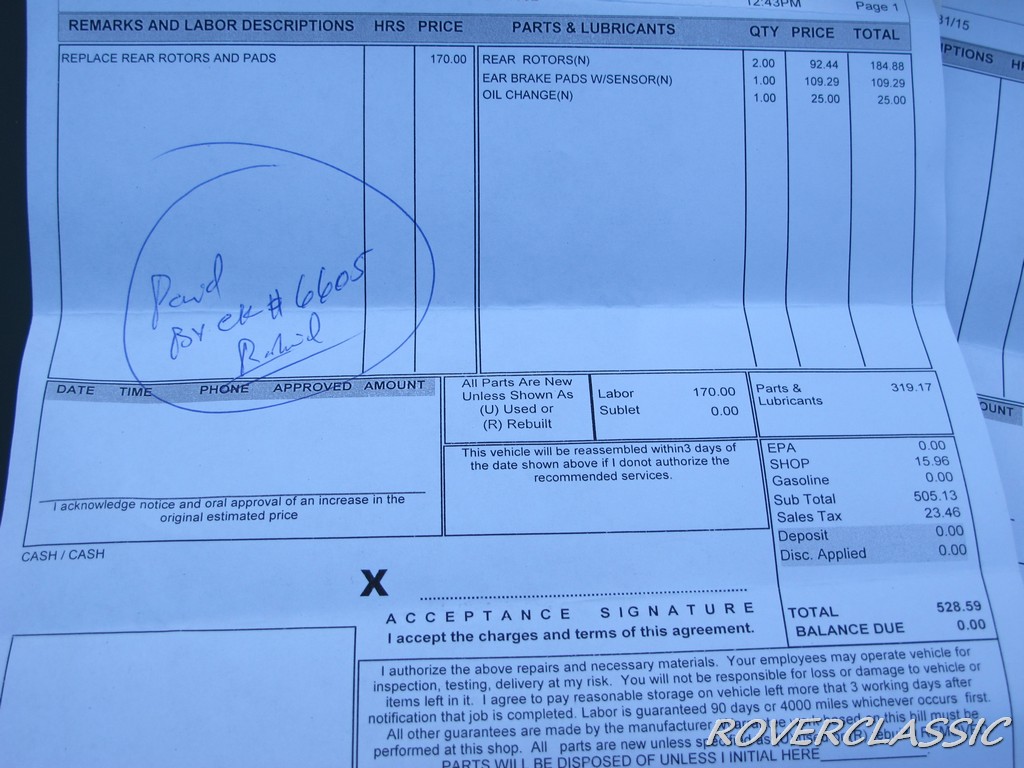 12:43PM Page 1
REMARKS AND LABOR DESCRIPTIONS HRS PRICE PARTS & LUBRICANTS QTY PRICE TOTAL
REPLACE REAR ROTORS AND PADS 170.00 REAR ROTORS(N) 2.00 92.44 184.88
EAR BRAKE PADS W/SENSOR(N) 1.00 109.29 109.29
OIL CHANGE(N) 1.00 25.00 25.00
31/15
PTIONS
Paid
BY CK # 6605
DATE TIME PHONE APPROVED AMOUNT
All Parts Are New
Unless Shown As
(U) Used or
(R) Rebuilt
Labor 170.00
Sublet 0.00
Parts & 319.17
Lubricants
OUNT
This vehicle will be reassembled within3 days of
the date shown above if I donot authorize the
recommended services.
EPA 0.00
SHOP 15.96
Gasoline 0.00
Sub Total 505.13
Sales Tax 23.46
Deposit 0.00
Disc. Applied 0.00
I acknowledge notice and oral approval of an increase in the
original estimated price
CASH / CASH
X
ACCEPTANCE SIGNATURE
I accept the charges and terms of this agreement.
TOTAL 528.59
BALANCE DUE 0.00
I authorize the above repairs and necessary materials. Your employees may operate vehicle for
inspection, testing, delivery at my risk. You will not be responsible for loss or damage to vehicle or
items left in it. I agree to pay reasonable storage on vehicle left more that 3 working days after
notification that job is completed. Labor is guaranteed 90 days or 4000 miles whichever occurs first.
All other guarantees are made by the manufacturer this bill must be
performed at this shop. All parts are new unless
PARTS WILL BE DISPOSED OF UNLESS I INITIAL HERE
ROVERCLASSIC